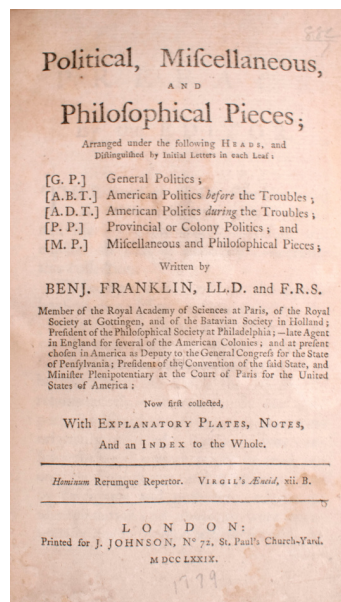 Political, Miſcellaneous,
AND
Philoſophical Pieces;
Arranged under the following HEADS, and
Diſtinguiſhed by Initial Letters in each Leaf:
[G. P.] General Politics;
[A.B.T.] American Politics before the Troubles;
[A.D.T.] American Politics during the Troubles;
[P. P.] Provincial or Colony Politics; and
[M. P.] Miſcellaneous and Philoſophical Pieces;
Written by
BENJ. FRANKLIN, LL.D. and F.R.S.
Member of the Royal Academy of Sciences at Paris, of the Royal
Society at Gottingen, and of the Batavian Society in Holland;
Preſident of the Philoſophical Society at Philadelphia; —late Agent
in England for ſeveral of the American Colonies; and at preſent
choſen in America as Deputy to the General Congreſs for the State
of Penſylvania; Preſident of the Convention of the ſaid State, and
Miniſter Plenipotentiary at the Court of Paris for the United
States of America:
Now firſt collected,
With EXPLANATORY PLATES, NOTES,
And an INDEX to the Whole.
Hominum Rerumque Repertor. VIRGIL's Æneid, xii. B.
LONDON:
Printed for J. JOHNSON, Nº 72, St. Paul's Church-Yard.
M DCC LXXIX.
1779